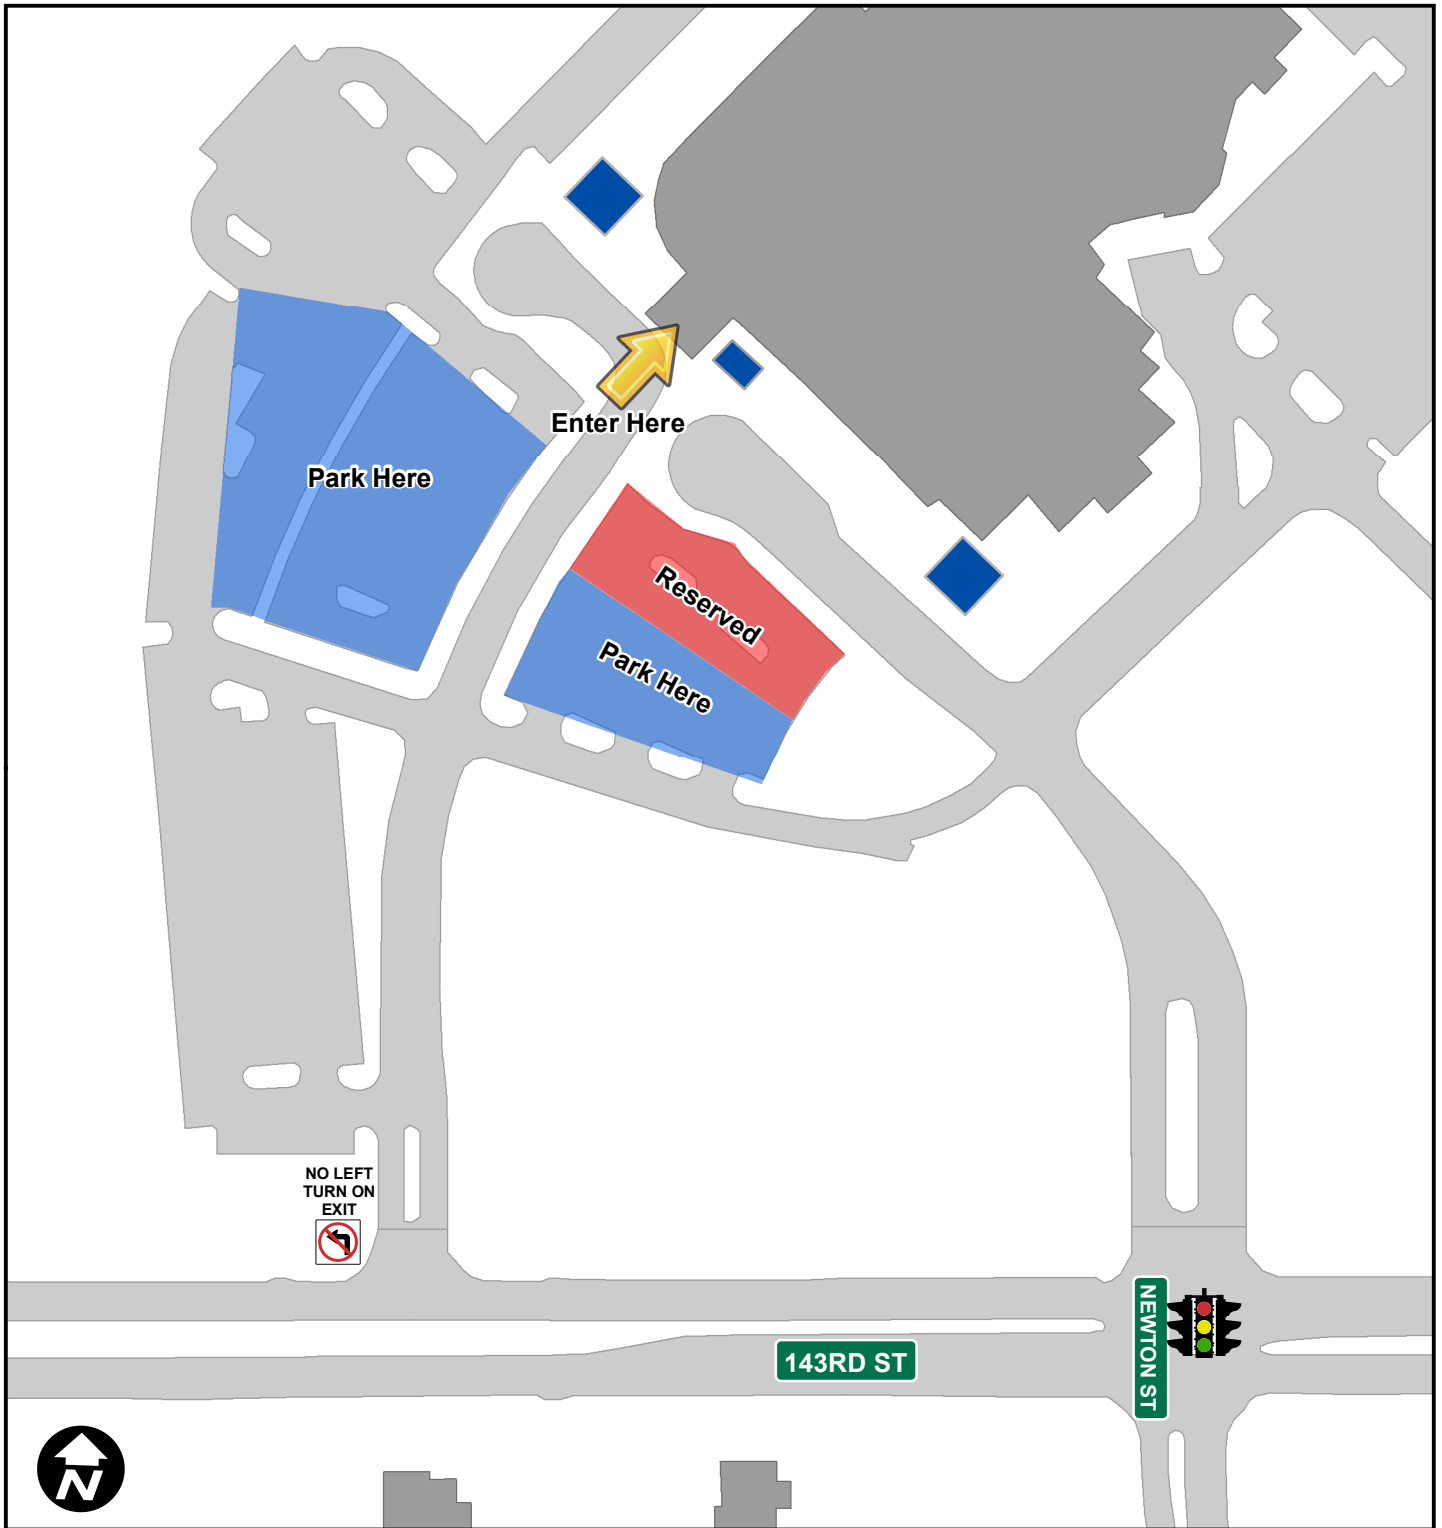 Enter Here
Park Here
Reserved
Park Here
NO LEFT
TURN ON
EXIT
NEWTON ST
143RD ST
N